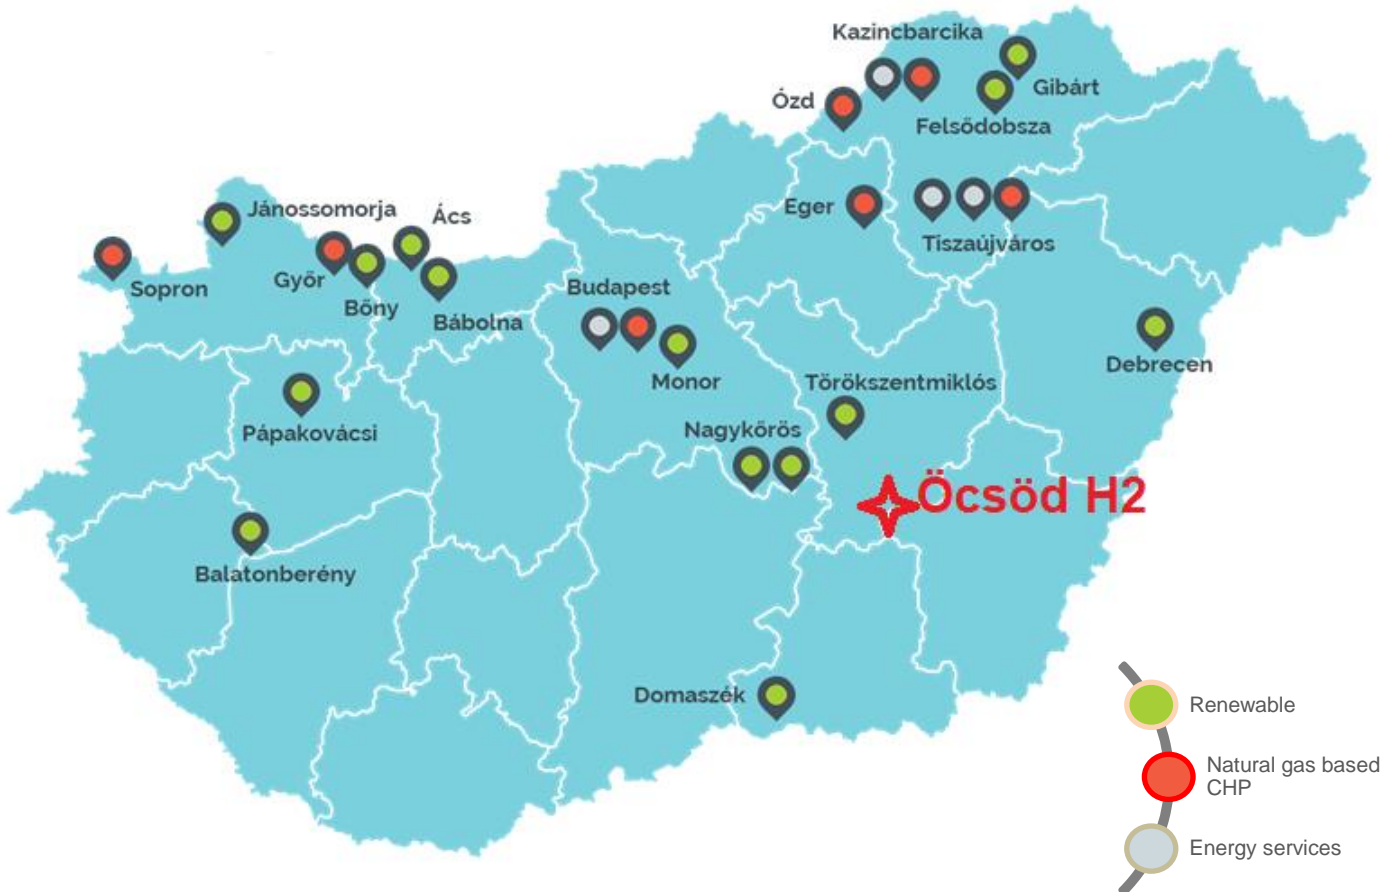 Kazincbarcika
Gibárt
Ózd
Felsődobsza
Jánossomorja
Ács
Eger
Tiszaújváros
Sopron
Győr
Budapest
Bőny
Bábolna
Debrecen
Monor
Törökszentmiklós
Pápakovácsi
Nagykőrös
Öcsöd H2
Balatonberény
Domaszék
Renewable
Natural gas based
CHP
Energy services